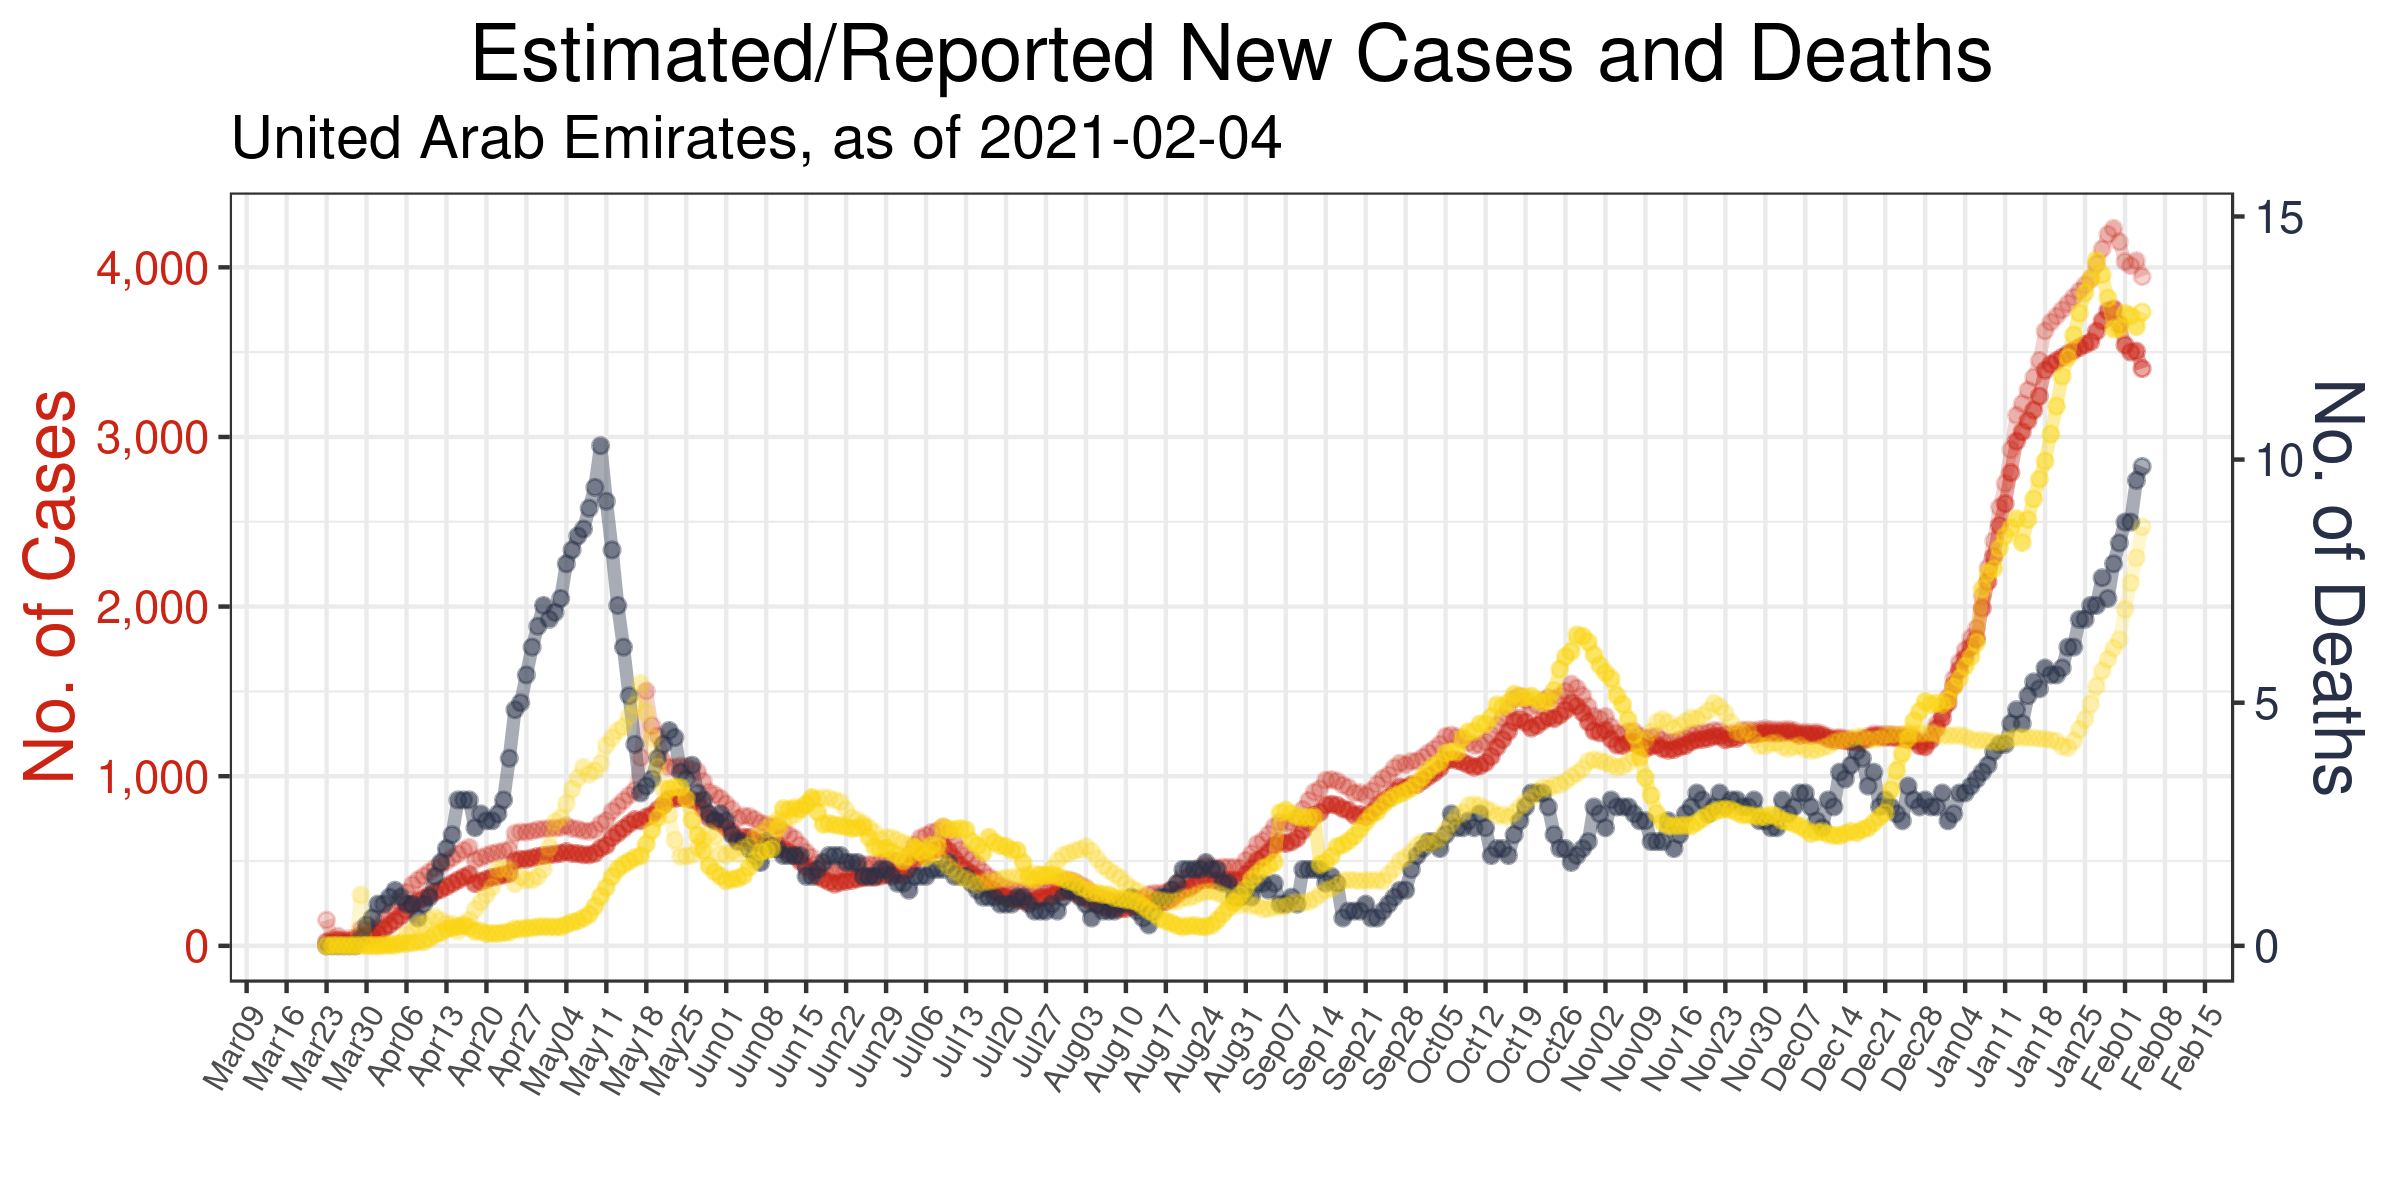 Estimated/Reported New Cases and Deaths
United Arab Emirates, as of 2021-02-04
No. of Cases
4,000
3,000
2,000
1,000
0
15
10
5
0
No. of Deaths
Mar09
Mar16
Mar23
Mar30
Apr06
Apr13
Apr20
Apr27
May04
May11
May18
May25
Jun01
Jun08
Jun15
Jun22
Jun29
Jul06
Jul13
Jul20
Jul27
Aug03
Aug10
Aug17
Aug24
Aug31
Sep07
Sep14
Sep21
Sep28
Oct05
Oct12
Oct19
Oct26
Nov02
Nov09
Nov16
Nov23
Nov30
Dec07
Dec14
Dec21
Dec28
Jan04
Jan11
Jan18
Jan25
Feb01
Feb08
Feb15